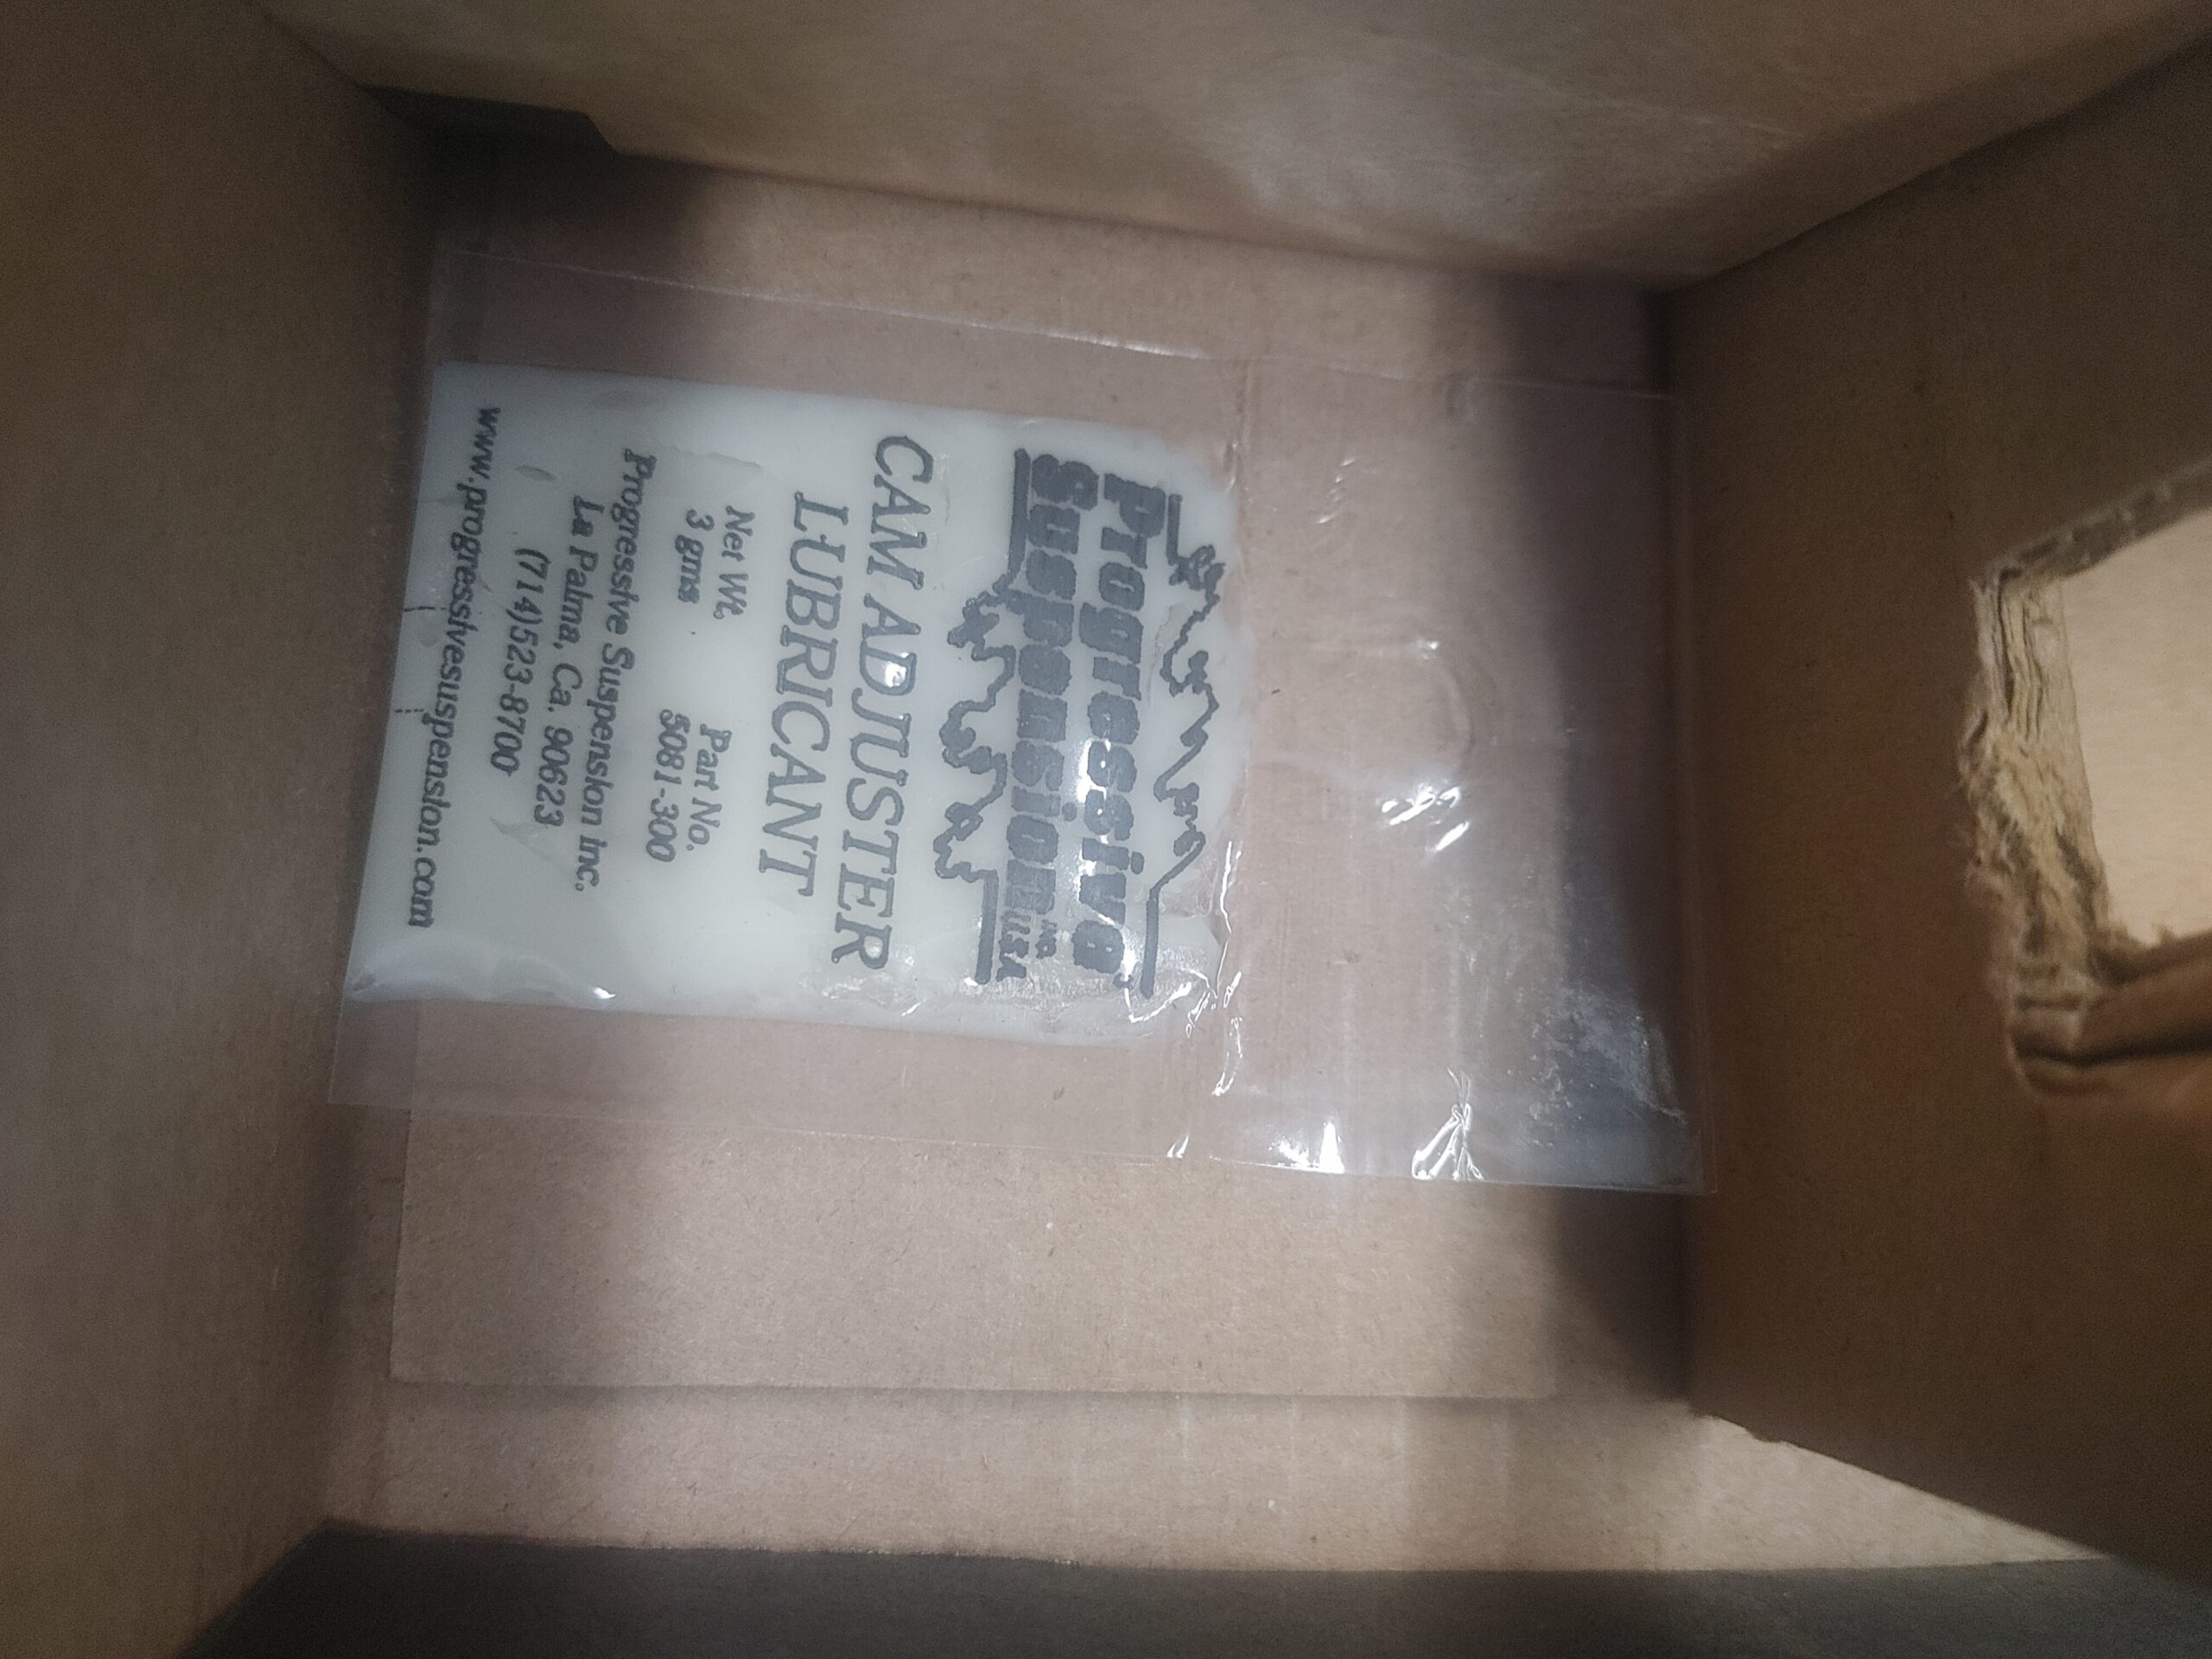 Progressive
Suspension INC. USA
CAM ADJUSTER
LUBRICANT
Net Wt. Part No.
3 gms 5081-300
Progressive Suspension Inc.
La Palma, Ca. 90623
(714)523-8700
www.progressivesuspension.com